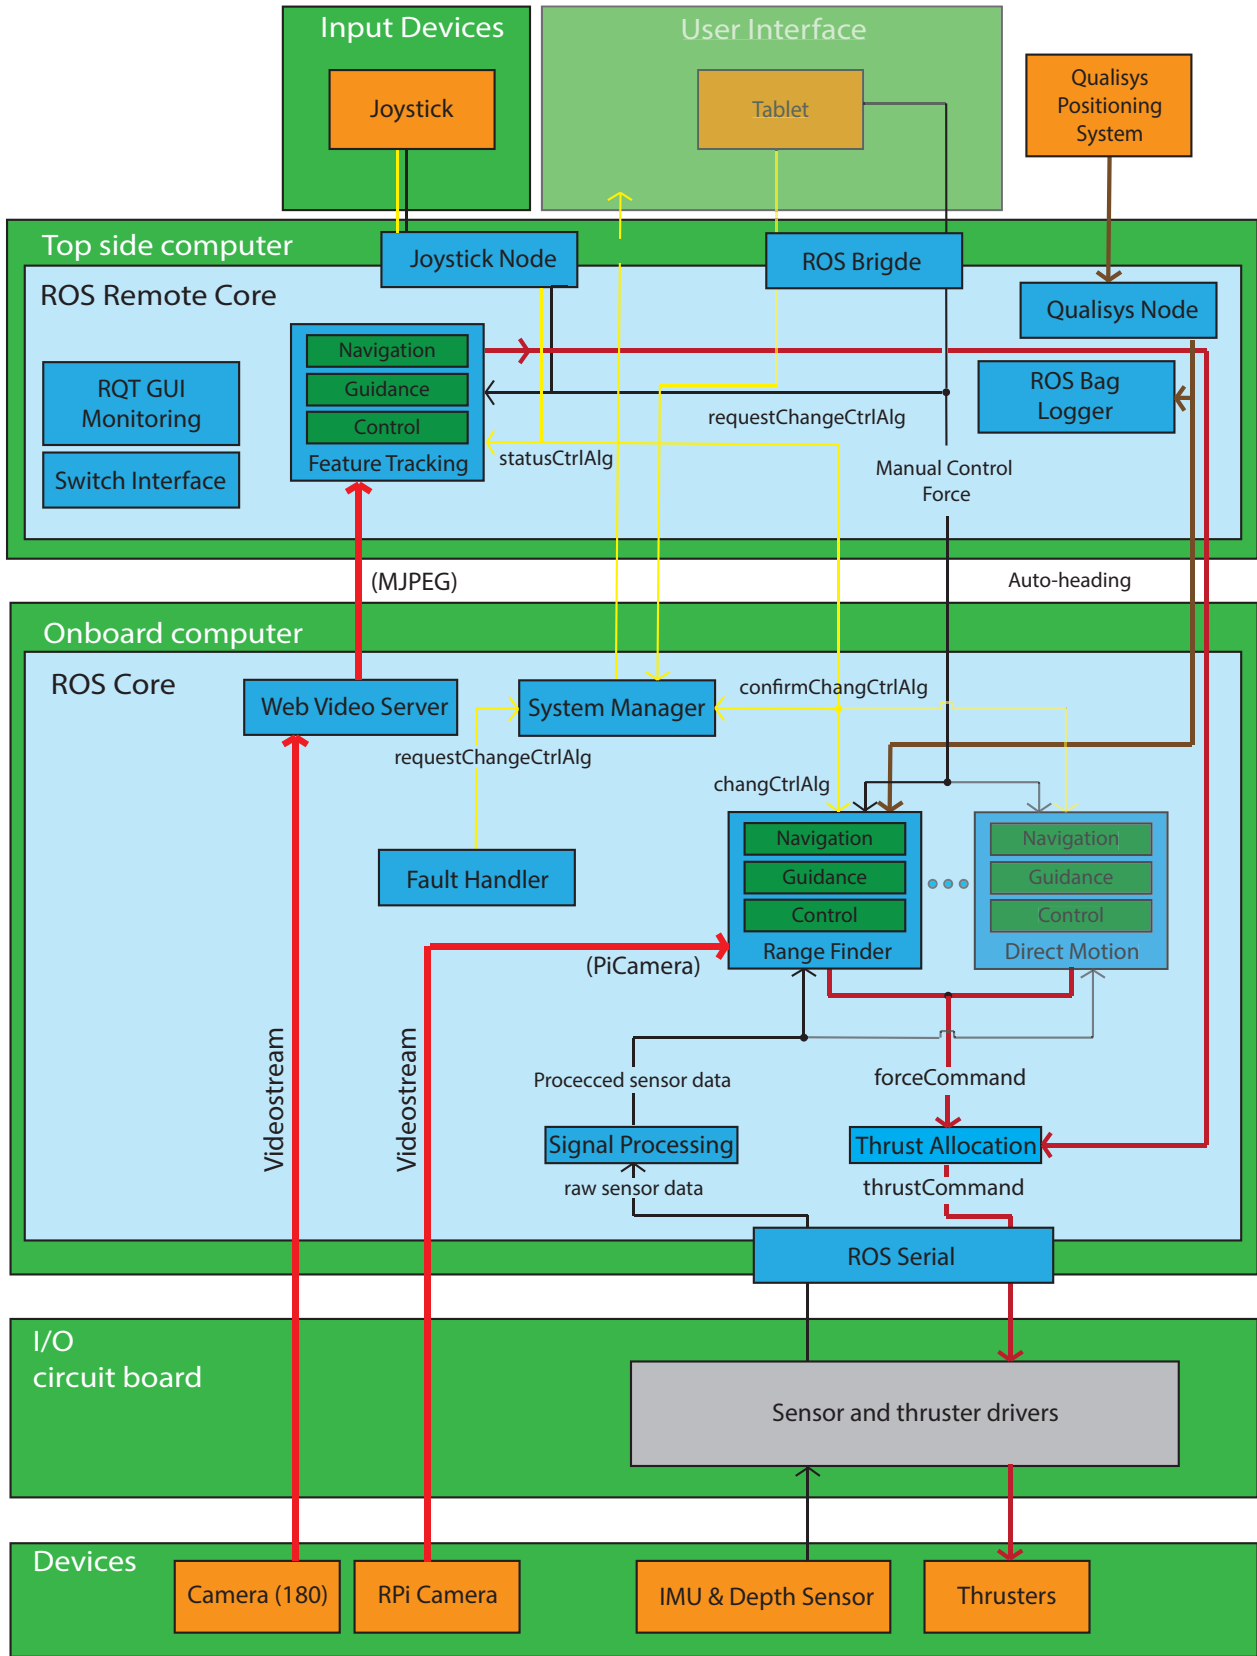 Input Devices
User Interface
Joystick
Tablet
Qualisys
Positioning
System
Top side computer
Joystick Node
ROS Brigde
ROS Remote Core
Qualisys Node
Navigation
Guidance
Control
Feature Tracking
RQT GUI
Monitoring
Switch Interface
ROS Bag
Logger
requestChangeCtrlAlg
statusCtrlAlg
Manual Control
Force
(MJPEG)
Auto-heading
Onboard computer
ROS Core
Web Video Server
System Manager
confirmChangCtrlAlg
requestChangeCtrlAlg
changCtrlAlg
Fault Handler
Navigation
Guidance
Control
Range Finder
Navigation
Guidance
Control
Direct Motion
(PiCamera)
Videostream
Videostream
Procecced sensor data
forceCommand
Signal Processing
Thrust Allocation
raw sensor data
thrustCommand
ROS Serial
I/O
circuit board
Sensor and thruster drivers
Devices
Camera (180)
RPi Camera
IMU & Depth Sensor
Thrusters